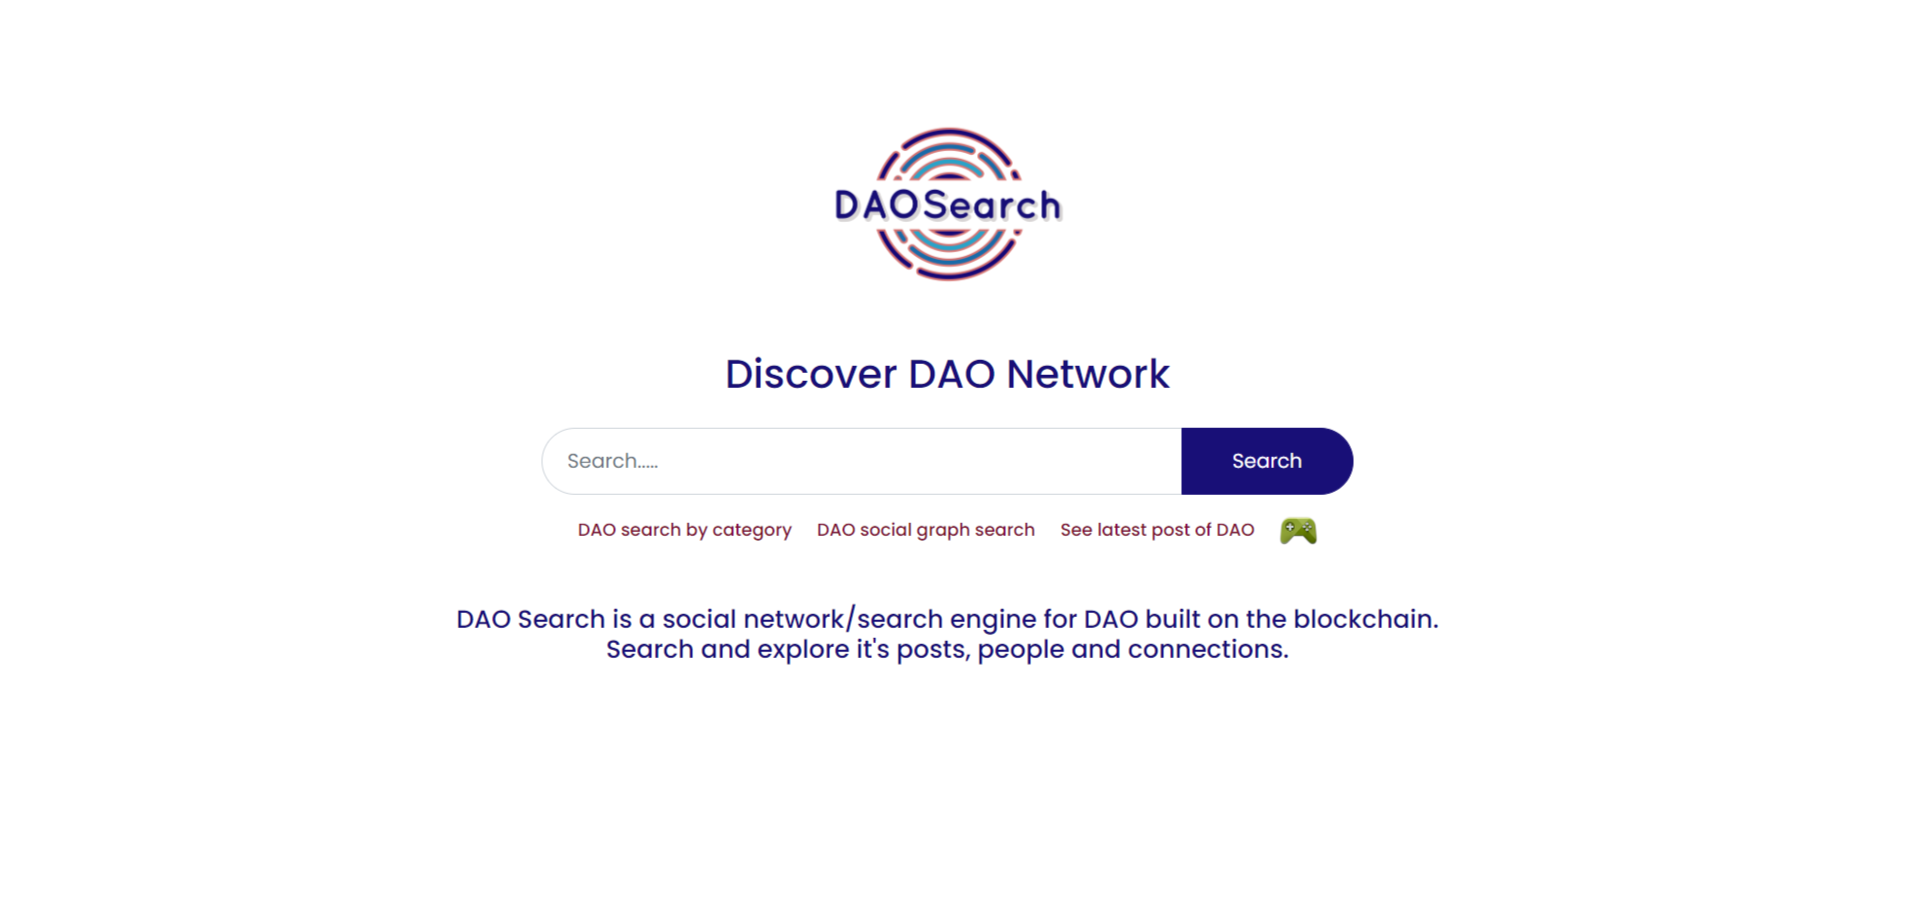 DAOSearch
Discover DAO Network
Search.....
Search
DAO search by category
DAO social graph search
See latest post of DAO
DAO Search is a social network/search engine for DAO built on the blockchain.
Search and explore it's posts, people and connections.